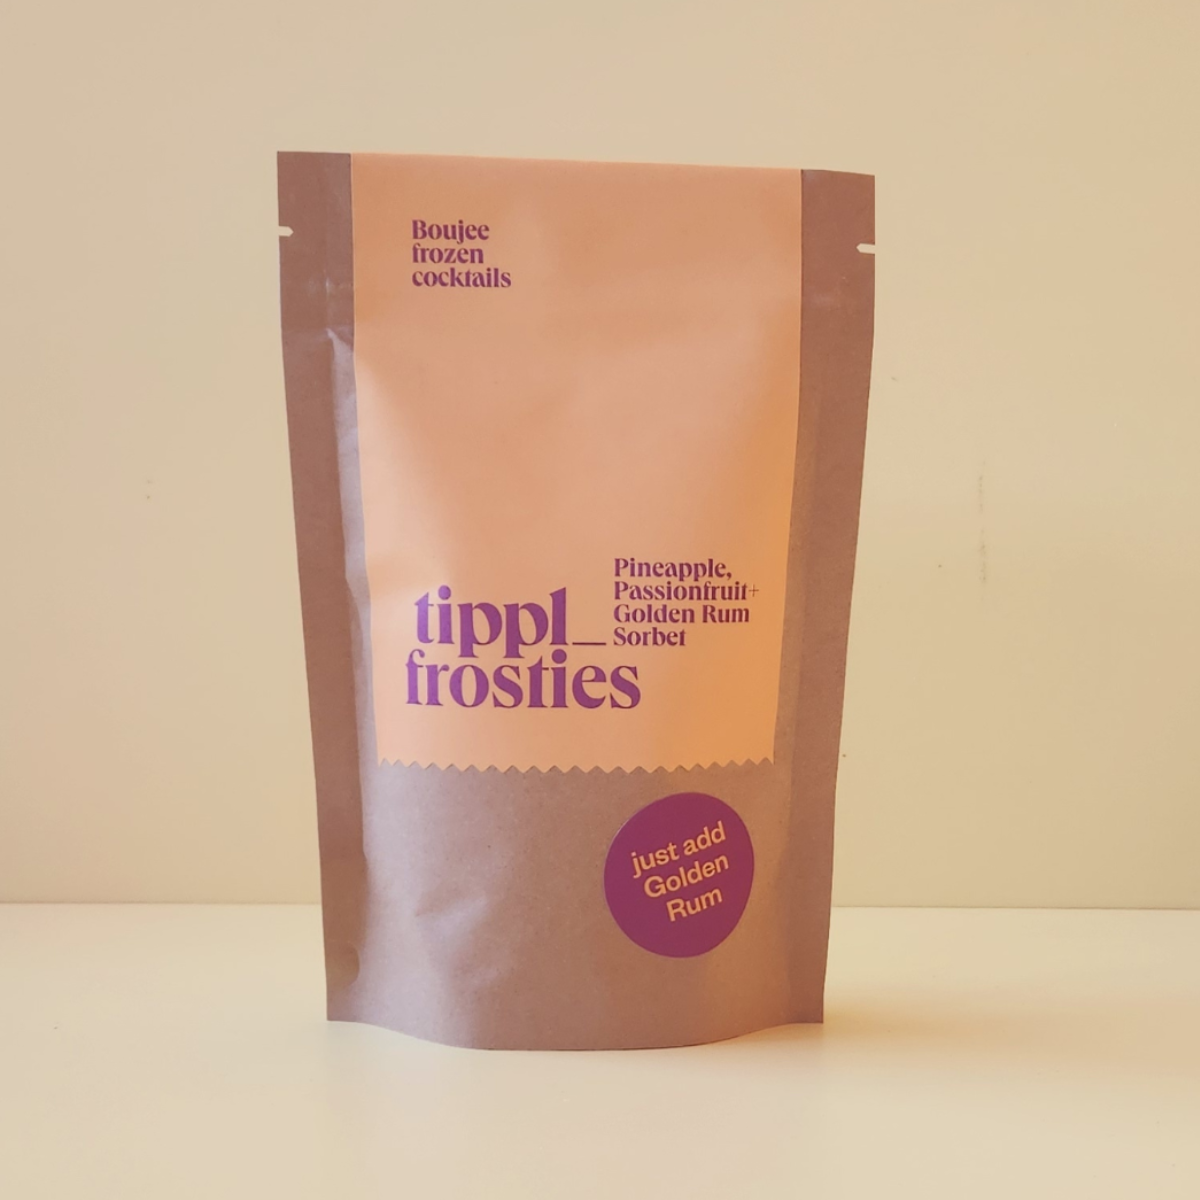 Boujee
frozen
cocktails
tippl_
frosties
Pineapple,
Passionfruit+
Golden Rum
Sorbet
just add
Golden
Rum